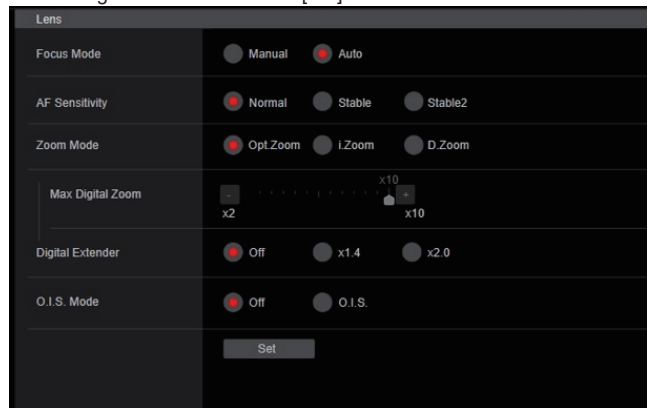 Lens
Focus Mode Manual Auto
AF Sensitivity Normal Stable Stable2
Zoom Mode Opt.Zoom i.Zoom D.Zoom
x10
Max Digital Zoom - +
x2 x10
Digital Extender Off x1.4 x2.0
O.I.S. Mode Off O.I.S.
Set